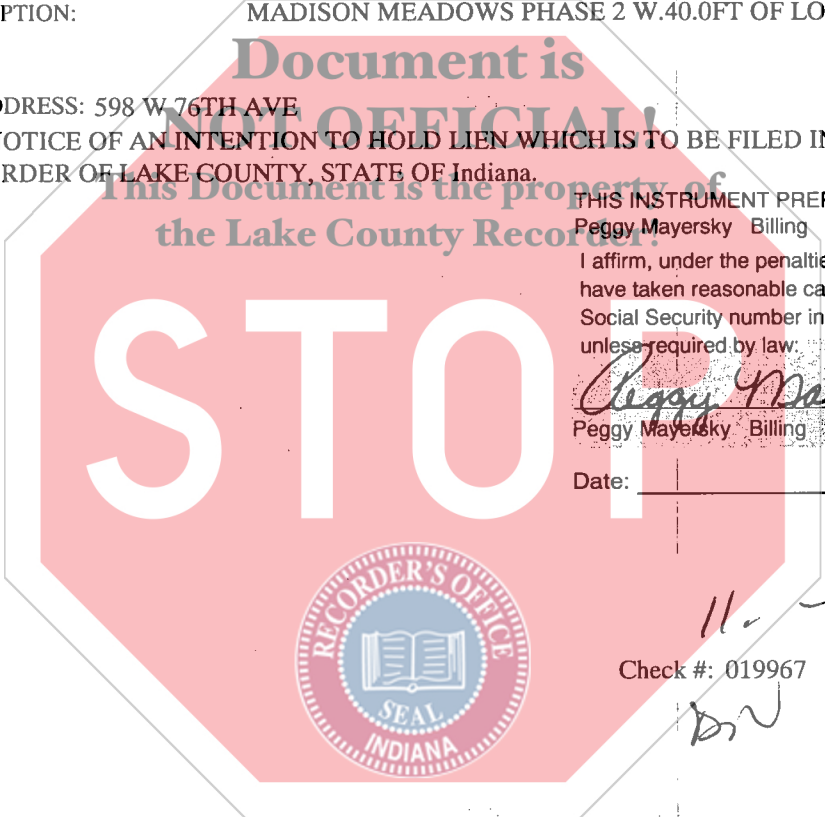 PTION: MADISON MEADOWS PHASE 2 W.40.0FT OF LO
Document is
DDRESS: 598 W 76TH AVE
NOT OFFICIAL!
OTICE OF AN INTENTION TO HOLD LIEN WHICH IS TO BE FILED IN
RDER OF LAKE COUNTY, STATE OF Indiana.
This Document is the property of
the Lake County Recorder!
THIS INSTRUMENT PREP
Peggy Mayersky Billing
I affirm, under the penaltie
have taken reasonable ca
Social Security number in
unless required by law:
STOP
Peggy Ma
Peggy Mayersky Billing
Date:
RECORDER'S OFFICE
SEAL
INDIANA
11. -
Check #: 019967